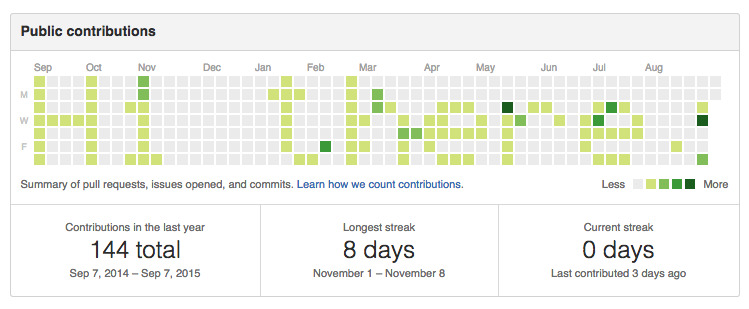 Public contributions
Sep Oct Nov Dec Jan Feb Mar Apr May Jun Jul Aug
M
W
F
Summary of pull requests, issues opened, and commits. Learn how we count contributions.
Less More
Contributions in the last year
144 total
Sep 7, 2014 – Sep 7, 2015
Longest streak
8 days
November 1 – November 8
Current streak
0 days
Last contributed 3 days ago